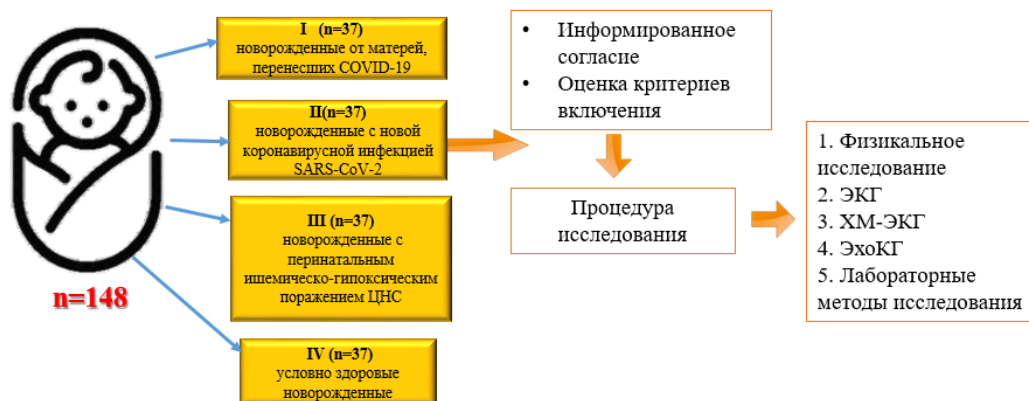 I (n=37)
новорожденные от матерей,
перенесших COVID-19
II(n=37)
новорожденные с новой
коронавирусной инфекцией
SARS-CoV-2
III (n=37)
новорожденные с
перинатальным
ишемическо-гипоксическим
поражением ЦНС
IV (n=37)
условно здоровые
новорожденные
n=148
• Информированное
согласие
• Оценка критериев
включения
Процедура
исследования
1. Физикальное
исследование
2. ЭКГ
3. ХМ-ЭКГ
4. ЭхоКГ
5. Лабораторные
методы исследования